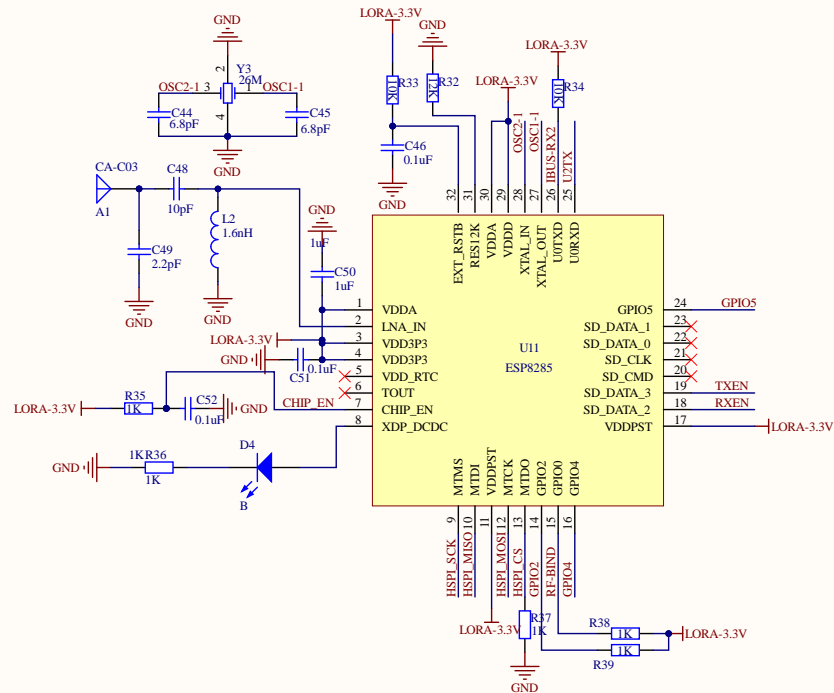 GND
LORA-3.3V
GND
LORA-3.3V
LORA-3.3V
2
Y3
26M
OSC2-1
3
1
OSC1-1
4
C44
6.8pF
C45
6.8pF
GND
R33
10K
R32
12K
R34
10K
C46
0.1uF
GND
OSC2-1
OSC1-1
IBUS-RX2
U2TX
CA-C03
A1
C48
10pF
L2
1.6nH
C49
2.2pF
GND
GND
GND
1uF
C50
1uF
32
31
30
29
28
27
26
25
EXT_RSTB
RES12K
VDDA
VDDD
XTAL_IN
XTAL_OUT
U0TXD
U0RXD
U11
ESP8285
1
VDDA
2
LNA_IN
3
VD3P3
4
VD3P3
5
VDD_RTC
6
TOUT
7
CHIP_EN
8
XDP_DCDC
GPIO5
24
GPIO5
SD_DATA_1
23
SD_DATA_0
22
SD_CLK
21
SD_CMD
20
SD_DATA_3
19
TXEN
SD_DATA_2
18
RXEN
VDDPST
17
LORA-3.3V
LORA-3.3V
GND
C51
0.1uF
LORA-3.3V
R35
1K
C52
0.1uF
GND
CHIP_EN
GND
1K
R36
1K
D4
B
MTMS
MTDI
VDDPST
MTCK
MTDO
GPIO2
GPIO0
GPIO4
9
10
11
12
13
14
15
16
HSPI_SCK
HSPI_MISO
HSPI_MOSI
HSPI_CS
GPIO2
RF-BIND
GPIO4
LORA-3.3V
R37
1K
GND
R38
1K
R39
1K
LORA-3.3V